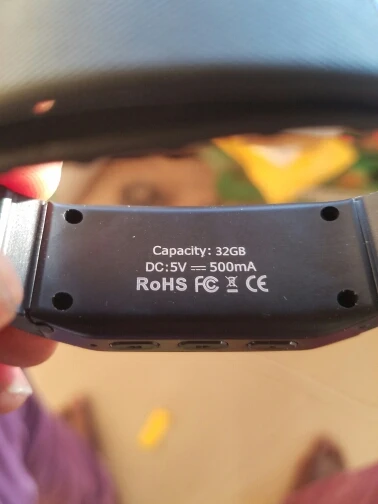 Capacity: 32GB
DC:5V ⎓ 500mA
RoHS FC CE